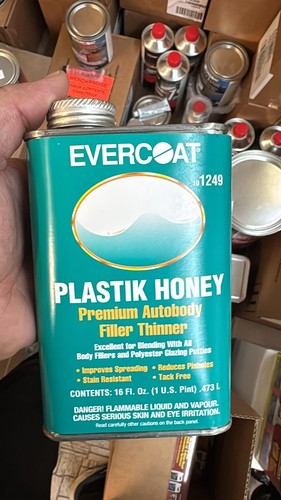 EVERCOAT®
1249
PLASTIK HONEY
Premium Autobody
Filler Thinner
Excellent for Blending With All
Body Fillers and Polyester Glazing Putties
• Improves Spreading • Reduces Pinholes
• Stain Resistant • Tack Free
CONTENTS: 16 Fl. Oz. (1 U.S. Pint) .473 L
DANGER! FLAMMABLE LIQUID AND VAPOUR.
CAUSES SERIOUS SKIN AND EYE IRRITATION.
Read carefully other cautions on the back panel.